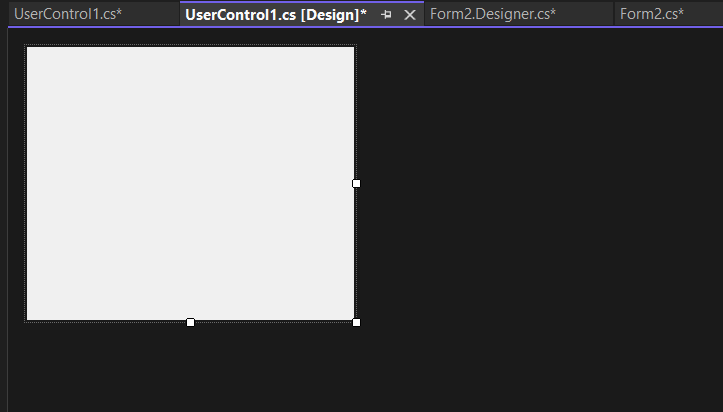 UserControl1.cs*
UserControl1.cs [Design]*
Form2.Designer.cs*
Form2.cs*